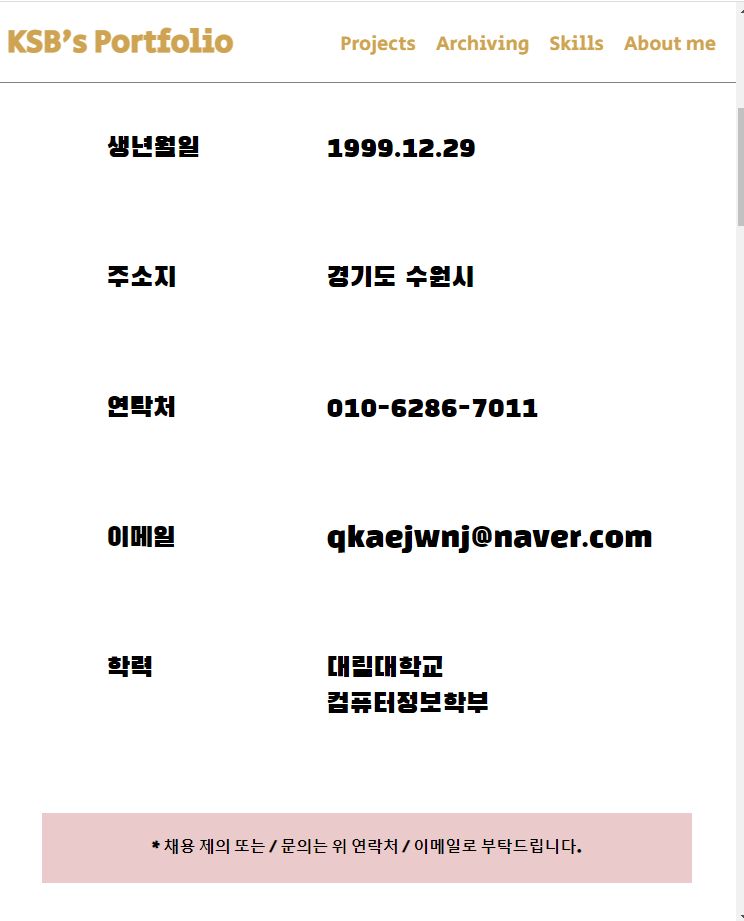 KSB's Portfolio
Projects Archiving Skills About me
생년월일 1999.12.29
주소지 경기도 수원시
연탁처 010-6286-7011
이메일 qkaejwnj@naver.com
학력 대림대학교
컴퓨터정보학부
* 채용 제의 또는 / 문의는 위 연락처 / 이메일로 부탁드립니다.